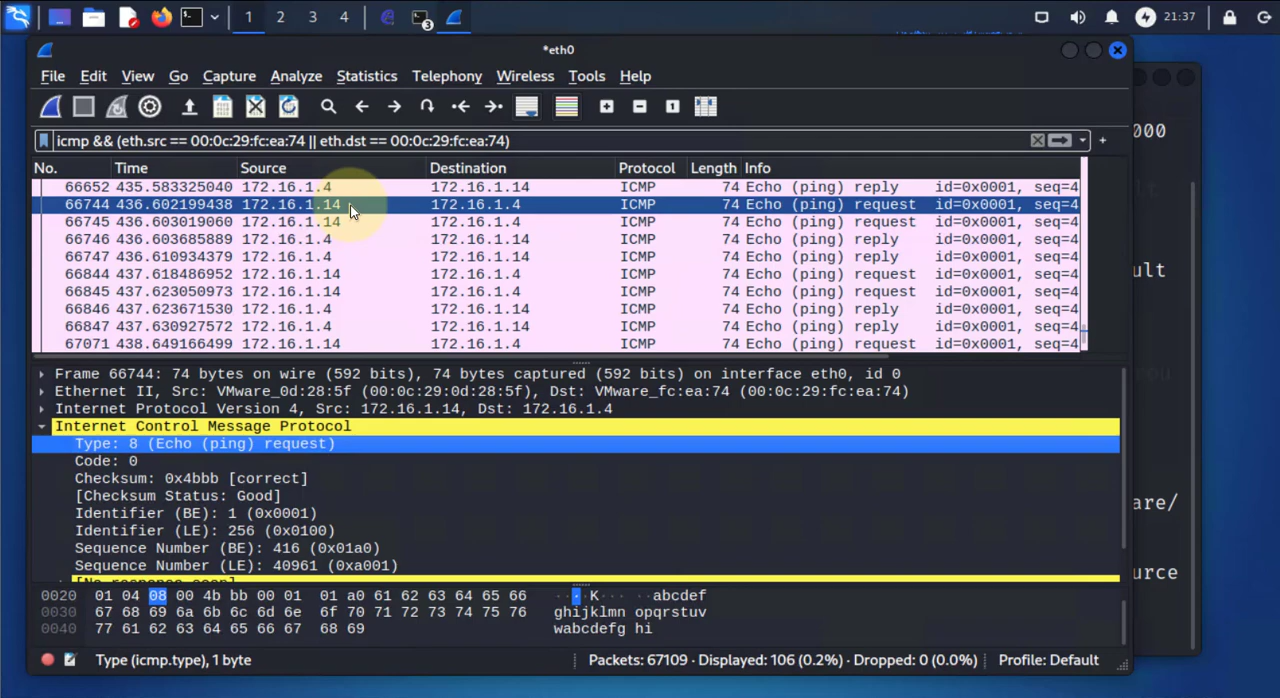 1 2 3 4 3 21:37
*eth0
File Edit View Go Capture Analyze Statistics Telephony Wireless Tools Help
icmp && (eth.src == 00:0c:29:fc:ea:74 || eth.dst == 00:0c:29:fc:ea:74)
No. Time Source Destination Protocol Length Info
66652 435.583325040 172.16.1.4 172.16.1.14 ICMP 74 Echo (ping) reply id=0x0001, seq=4
66744 436.602199438 172.16.1.14 172.16.1.4 ICMP 74 Echo (ping) request id=0x0001, seq=4
66745 436.603019060 172.16.1.14 172.16.1.4 ICMP 74 Echo (ping) request id=0x0001, seq=4
66746 436.603685889 172.16.1.4 172.16.1.14 ICMP 74 Echo (ping) reply id=0x0001, seq=4
66747 436.610934379 172.16.1.4 172.16.1.14 ICMP 74 Echo (ping) reply id=0x0001, seq=4
66844 437.618486952 172.16.1.14 172.16.1.4 ICMP 74 Echo (ping) request id=0x0001, seq=4
66845 437.623050973 172.16.1.14 172.16.1.4 ICMP 74 Echo (ping) request id=0x0001, seq=4
66846 437.623671530 172.16.1.4 172.16.1.14 ICMP 74 Echo (ping) reply id=0x0001, seq=4
66847 437.630927572 172.16.1.4 172.16.1.14 ICMP 74 Echo (ping) reply id=0x0001, seq=4
67071 438.649166499 172.16.1.14 172.16.1.4 ICMP 74 Echo (ping) request id=0x0001, seq=4
Frame 66744: 74 bytes on wire (592 bits), 74 bytes captured (592 bits) on interface eth0, id 0
Ethernet II, Src: VMware_0d:28:5f (00:0c:29:0d:28:5f), Dst: VMware_fc:ea:74 (00:0c:29:fc:ea:74)
Internet Protocol Version 4, Src: 172.16.1.14, Dst: 172.16.1.4
Internet Control Message Protocol
Type: 8 (Echo (ping) request)
Code: 0
Checksum: 0x4bbb [correct]
[Checksum Status: Good]
Identifier (BE): 1 (0x0001)
Identifier (LE): 256 (0x0100)
Sequence Number (BE): 416 (0x01a0)
Sequence Number (LE): 40961 (0xa001)
[No response seen]
0020 01 04 08 00 4b bb 00 01 01 a0 61 62 63 64 65 66 ····K··· ··abcdef
0030 67 68 69 6a 6b 6c 6d 6e 6f 70 71 72 73 74 75 76 ghijklmn opqrstuv
0040 77 61 62 63 64 65 66 67 68 69 wabcdefg hi
Type (icmp.type), 1 byte Packets: 67109 · Displayed: 106 (0.2%) · Dropped: 0 (0.0%) Profile: Default
000
ult
are/
urce